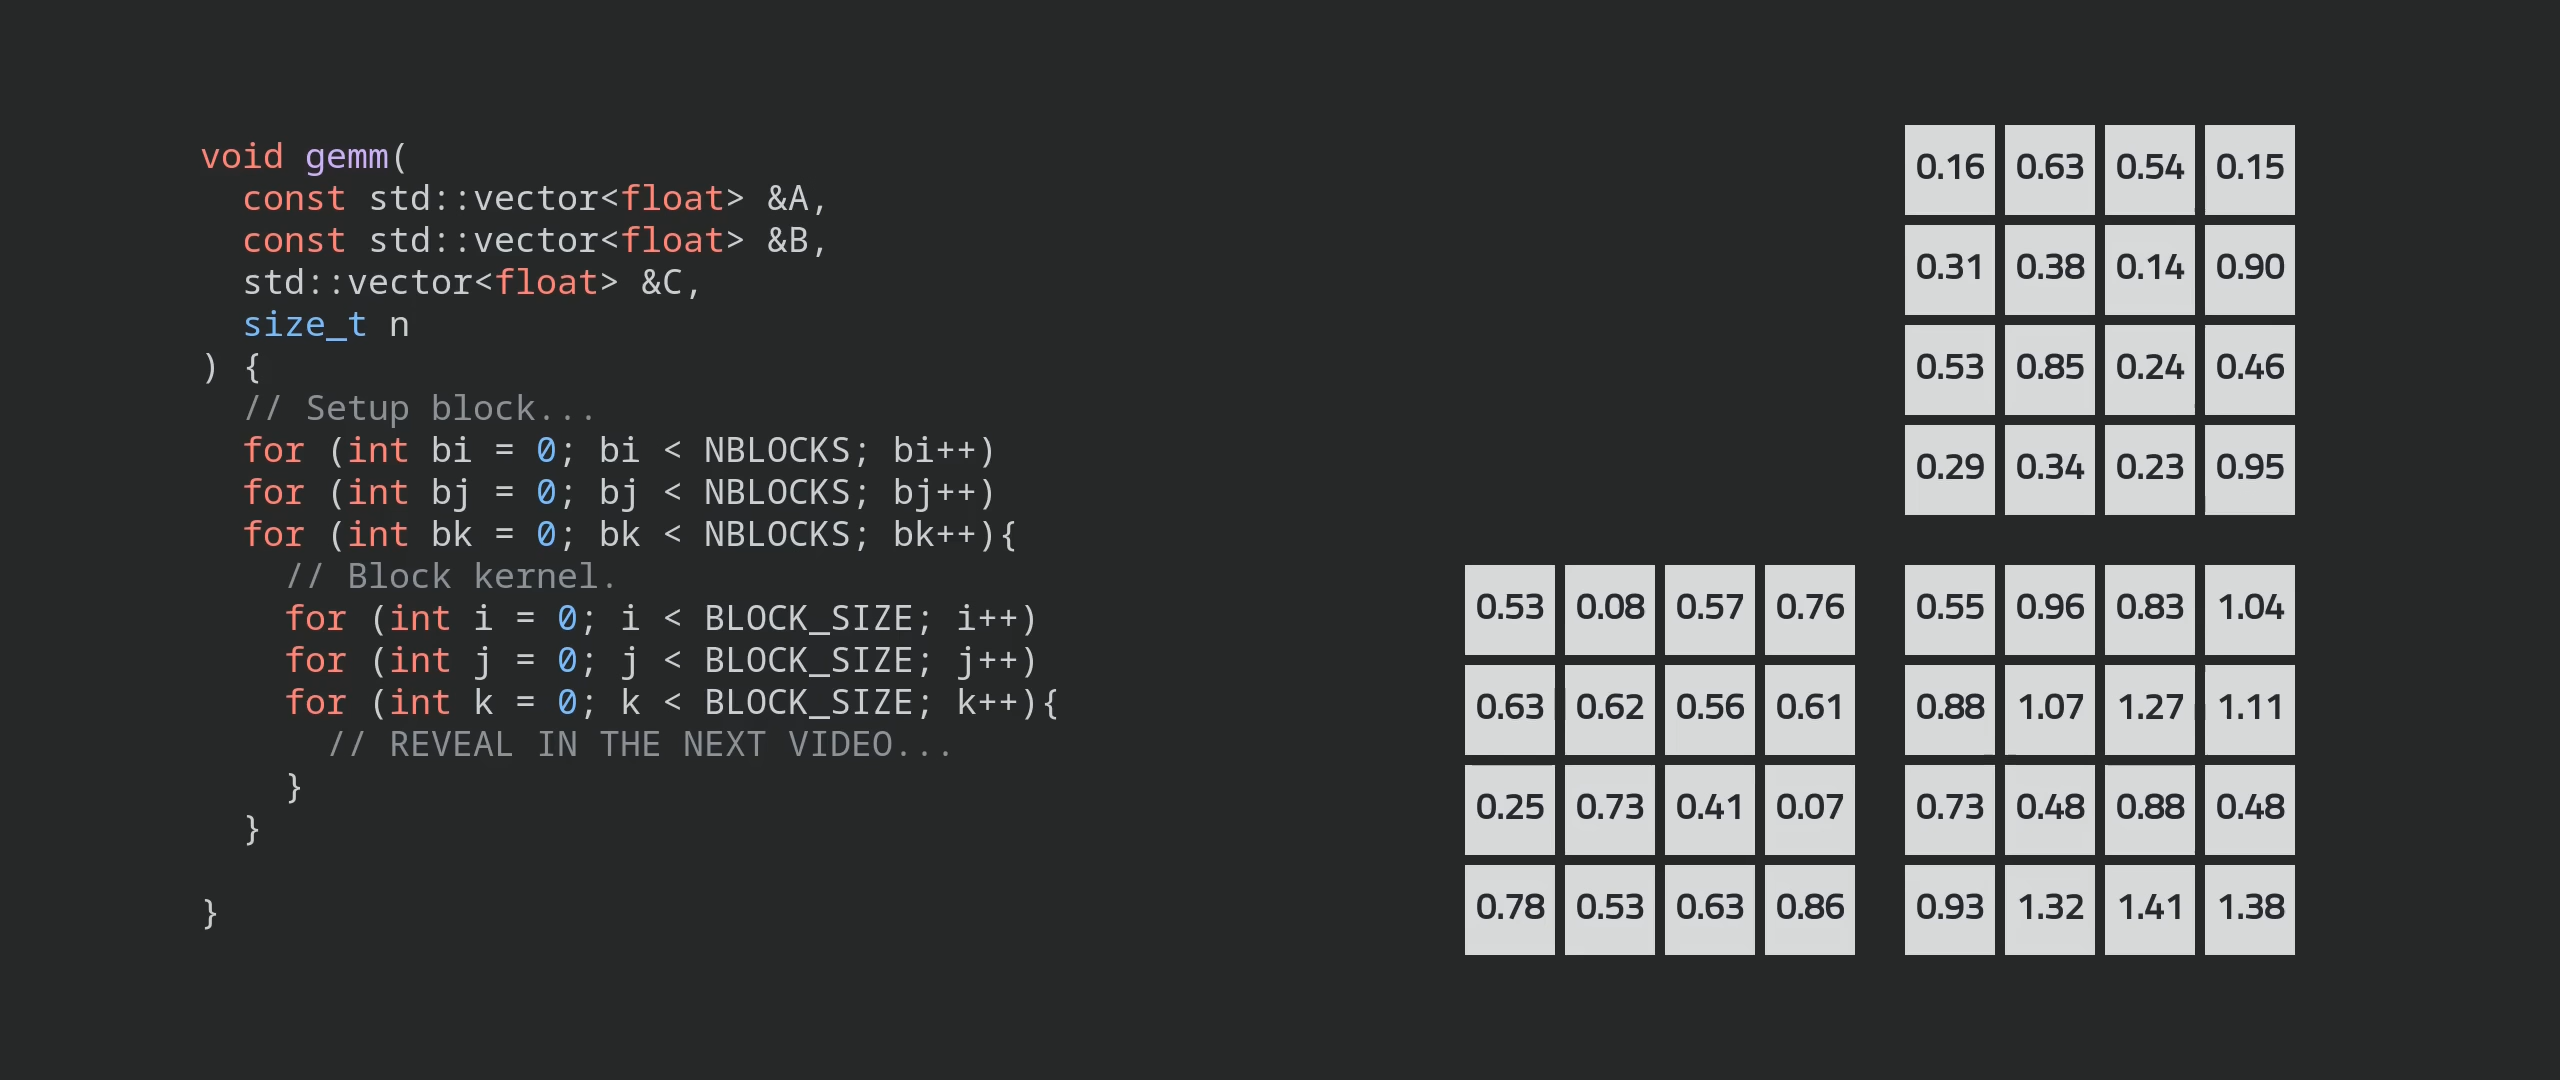 void gemm(
  const std::vector<float> &A,
  const std::vector<float> &B,
  std::vector<float> &C,
  size_t n
) {
  // Setup block...
  for (int bi = 0; bi < NBLOCKS; bi++)
  for (int bj = 0; bj < NBLOCKS; bj++)
  for (int bk = 0; bk < NBLOCKS; bk++){
    // Block kernel.
    for (int i = 0; i < BLOCK_SIZE; i++)
    for (int j = 0; j < BLOCK_SIZE; j++)
    for (int k = 0; k < BLOCK_SIZE; k++){
      // REVEAL IN THE NEXT VIDEO...
    }
  }
}
0.16 0.63 0.54 0.15
0.31 0.38 0.14 0.90
0.53 0.85 0.24 0.46
0.29 0.34 0.23 0.95
0.53 0.08 0.57 0.76
0.63 0.62 0.56 0.61
0.25 0.73 0.41 0.07
0.78 0.53 0.63 0.86
0.55 0.96 0.83 1.04
0.88 1.07 1.27 1.11
0.73 0.48 0.88 0.48
0.93 1.32 1.41 1.38